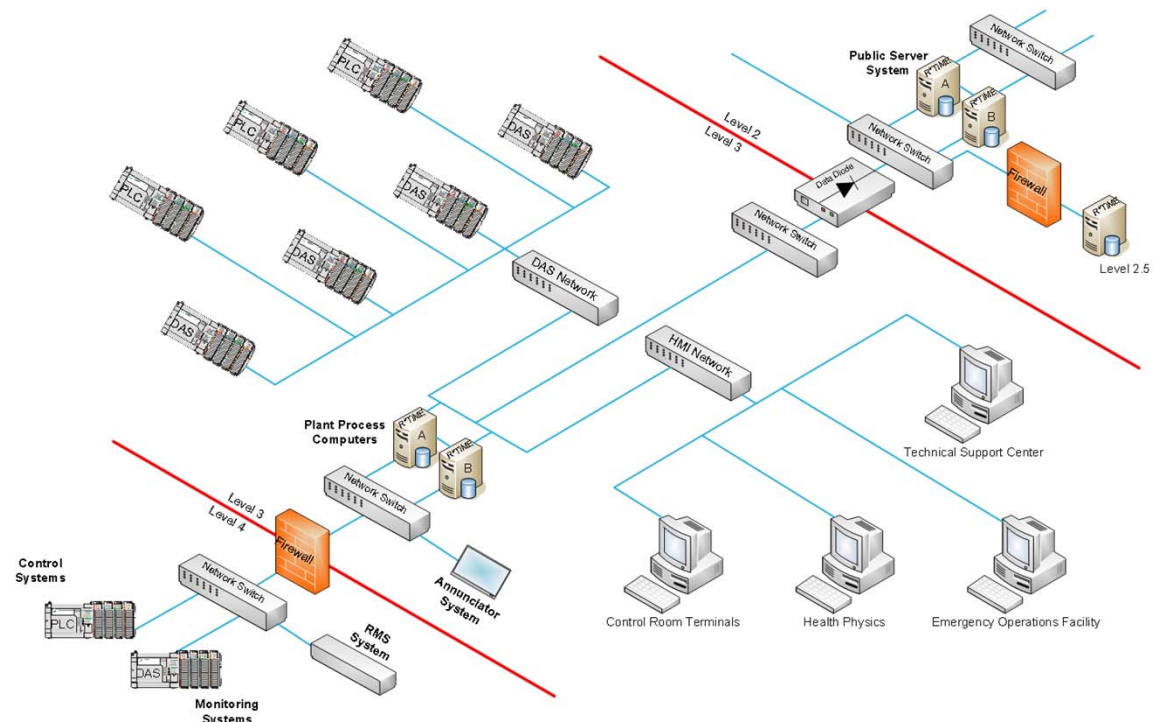 PLC
PLC
PLC
DAS
DAS
DAS
DAS
DAS Network
Level 2
Level 3
Public Server
System
R*TIME
A
R*TIME
B
Network Switch
Network Switch
Data Diode
Firewall
R*TIME
Level 2.5
Network Switch
HMI Network
Technical Support Center
Plant Process
Computers
R*TIME
A
R*TIME
B
Network Switch
Level 3
Level 4
Firewall
Annunciator
System
Control
Systems
PLC
Network Switch
DAS
RMS
System
Monitoring
Systems
Control Room Terminals
Health Physics
Emergency Operations Facility